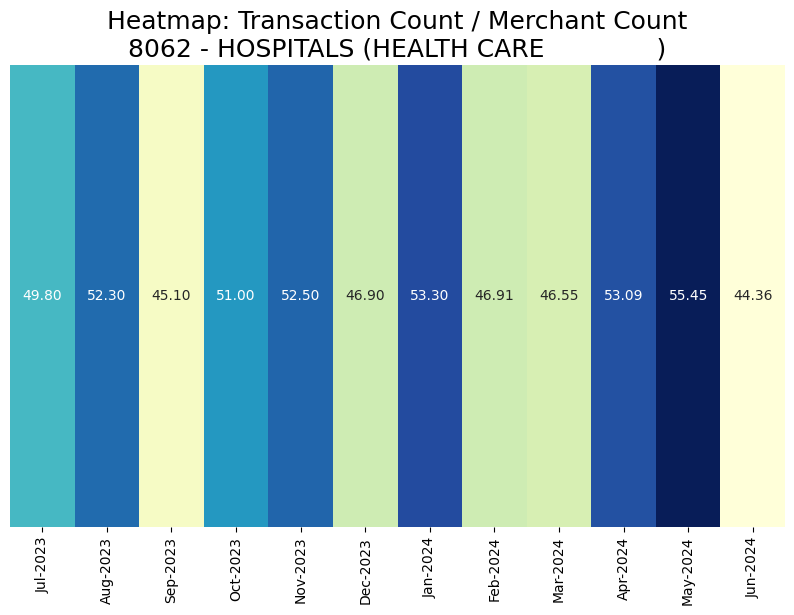 Heatmap: Transaction Count / Merchant Count
8062 - HOSPITALS (HEALTH CARE               )
49.80 52.30 45.10 51.00 52.50 46.90 53.30 46.91 46.55 53.09 55.45 44.36
Jul-2023 Aug-2023 Sep-2023 Oct-2023 Nov-2023 Dec-2023 Jan-2024 Feb-2024 Mar-2024 Apr-2024 May-2024 Jun-2024